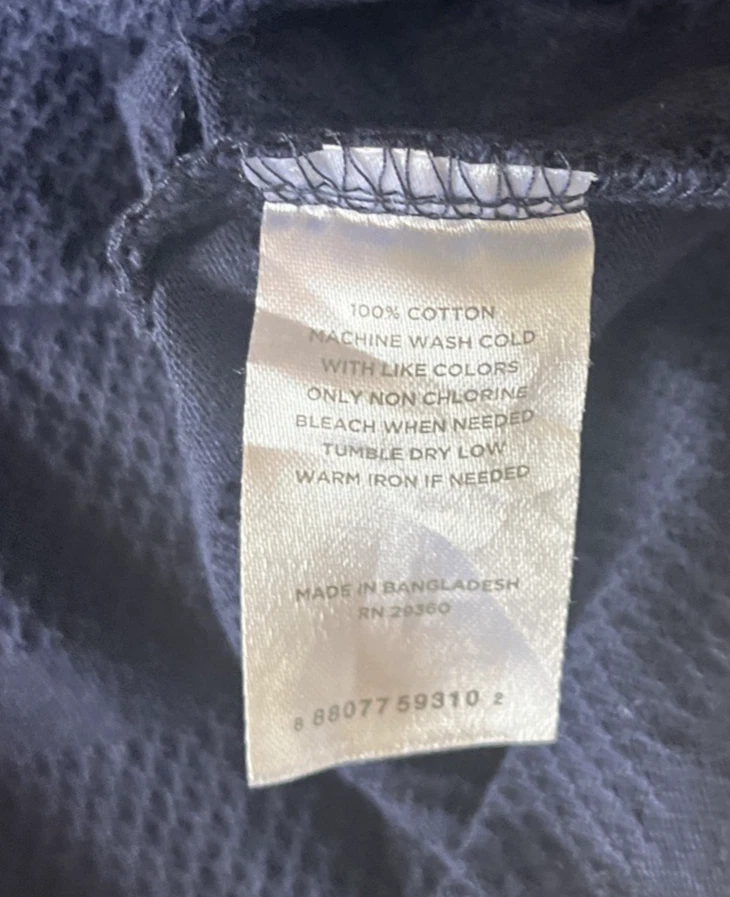 100% COTTON
MACHINE WASH COLD
WITH LIKE COLORS
ONLY NON CHLORINE
BLEACH WHEN NEEDED
TUMBLE DRY LOW
WARM IRON IF NEEDED
MADE IN BANGLADESH
RN 29360
8 88077 59310 2